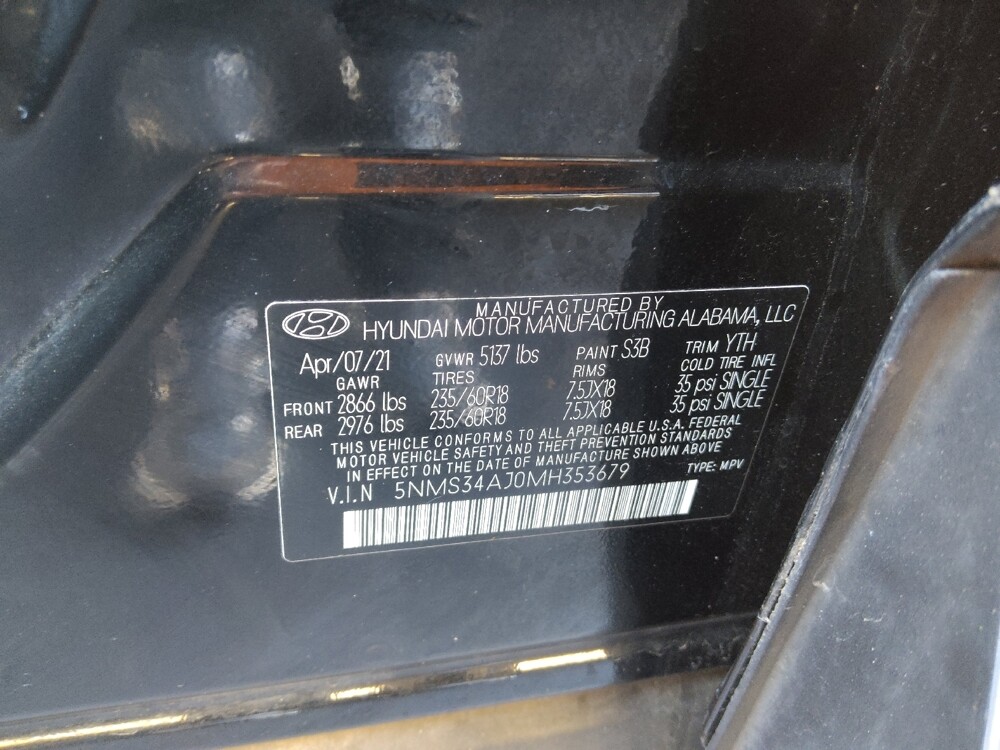 MANUFACTURED BY
HYUNDAI MOTOR MANUFACTURING ALABAMA, LLC
Apr/07/21 GVWR 5137 lbs PAINT S3B TRIM YTH
GAWR TIRES RIMS COLD TIRE INFL
FRONT 2866 lbs 235/60R18 7.5JX18 35 psi SINGLE
REAR 2976 lbs 235/60R18 7.5JX18 35 psi SINGLE
THIS VEHICLE CONFORMS TO ALL APPLICABLE U.S.A. FEDERAL
MOTOR VEHICLE SAFETY AND THEFT PREVENTION STANDARDS
IN EFFECT ON THE DATE OF MANUFACTURE SHOWN ABOVE
V.I.N 5NMS34AJ0MH353679 TYPE: MPV